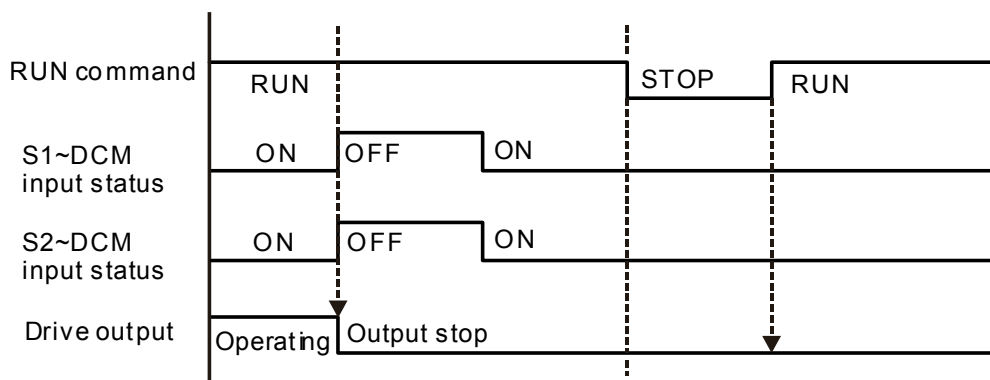 RUN command
RUN
STOP
RUN
S1~DCM
input status
ON
OFF
ON
S2~DCM
input status
ON
OFF
ON
Drive output
Operating
Output stop